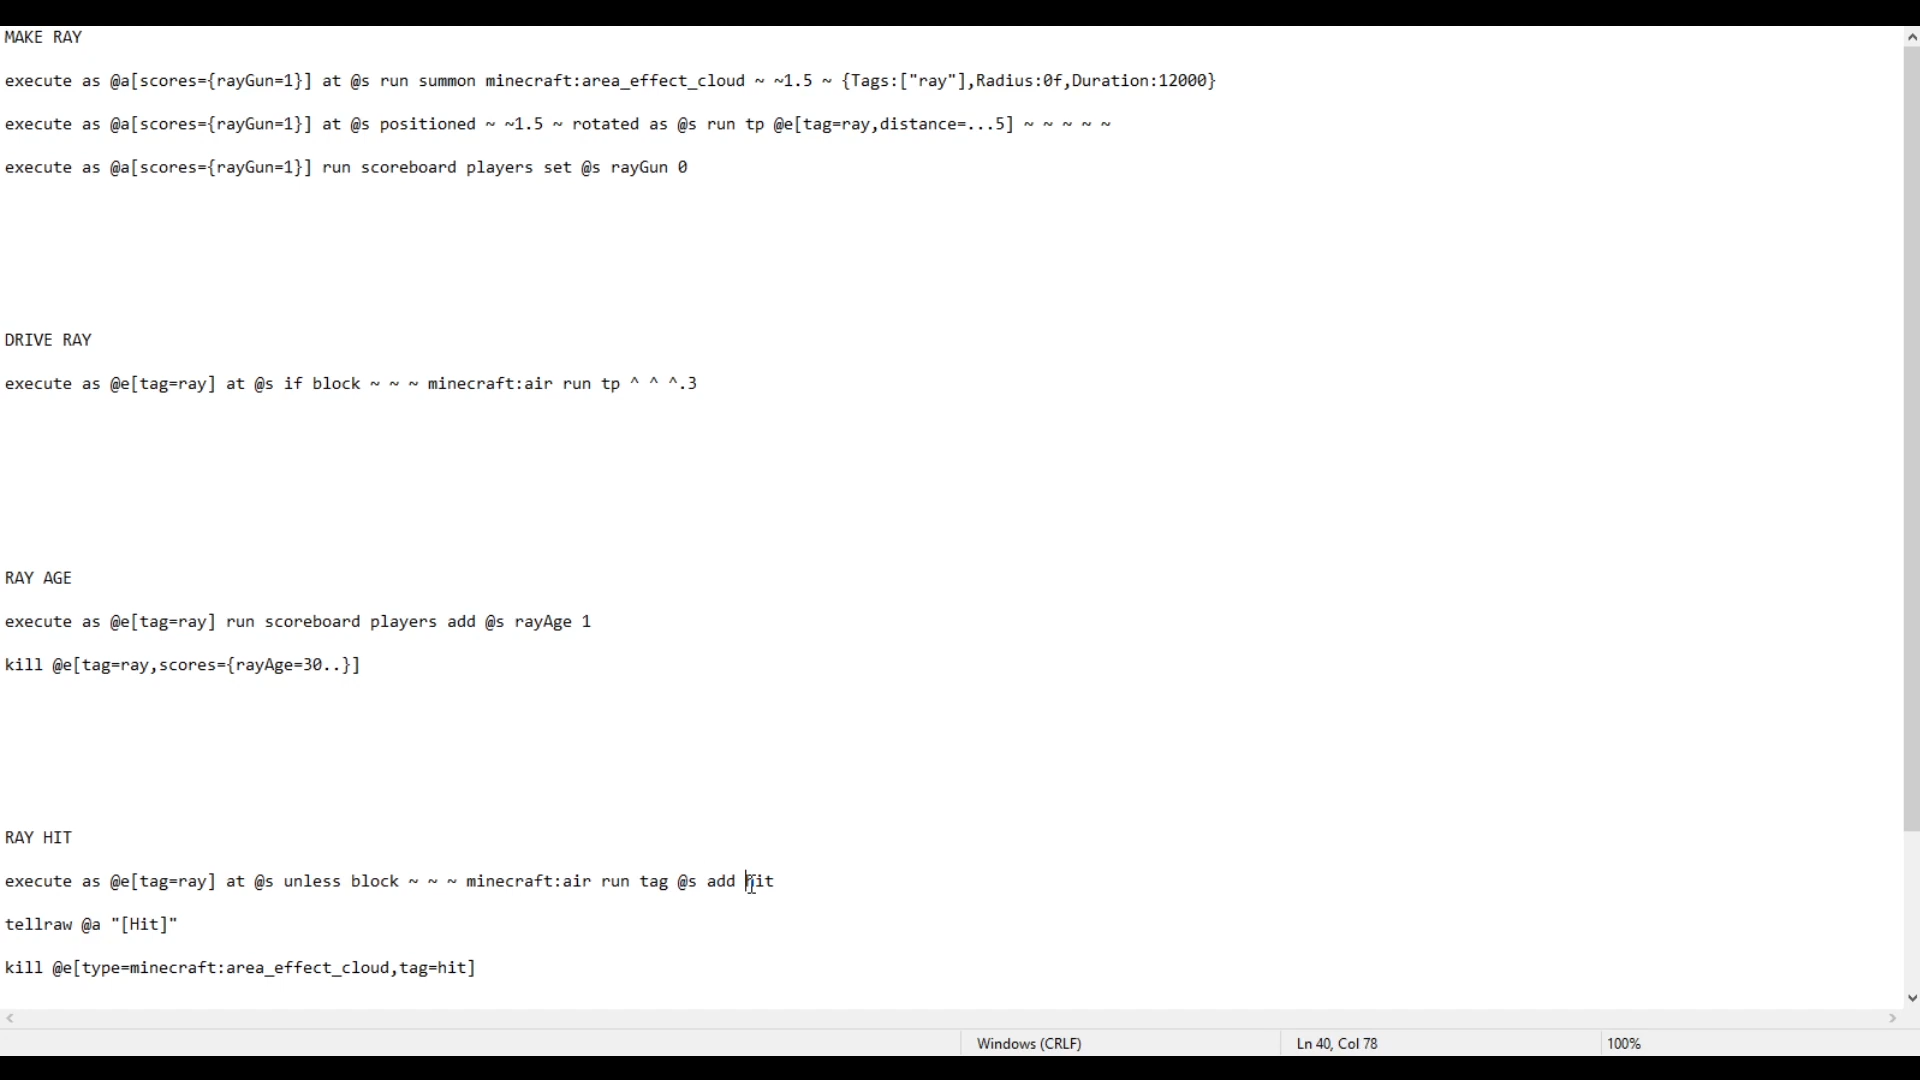 MAKE RAY
execute as @a[scores={rayGun=1}] at @s run summon minecraft:area_effect_cloud ~ ~1.5 ~ {Tags:["ray"],Radius:0f,Duration:12000}
execute as @a[scores={rayGun=1}] at @s positioned ~ ~1.5 ~ rotated as @s run tp @e[tag=ray,distance=...5] ~ ~ ~ ~ ~
execute as @a[scores={rayGun=1}] run scoreboard players set @s rayGun 0
DRIVE RAY
execute as @e[tag=ray] at @s if block ~ ~ ~ minecraft:air run tp ^ ^ ^.3
RAY AGE
execute as @e[tag=ray] run scoreboard players add @s rayAge 1
kill @e[tag=ray,scores={rayAge=30..}]
RAY HIT
execute as @e[tag=ray] at @s unless block ~ ~ ~ minecraft:air run tag @s add hit
tellraw @a "[Hit]"
kill @e[type=minecraft:area_effect_cloud,tag=hit]
Windows (CRLF)
Ln 40, Col 78
100%